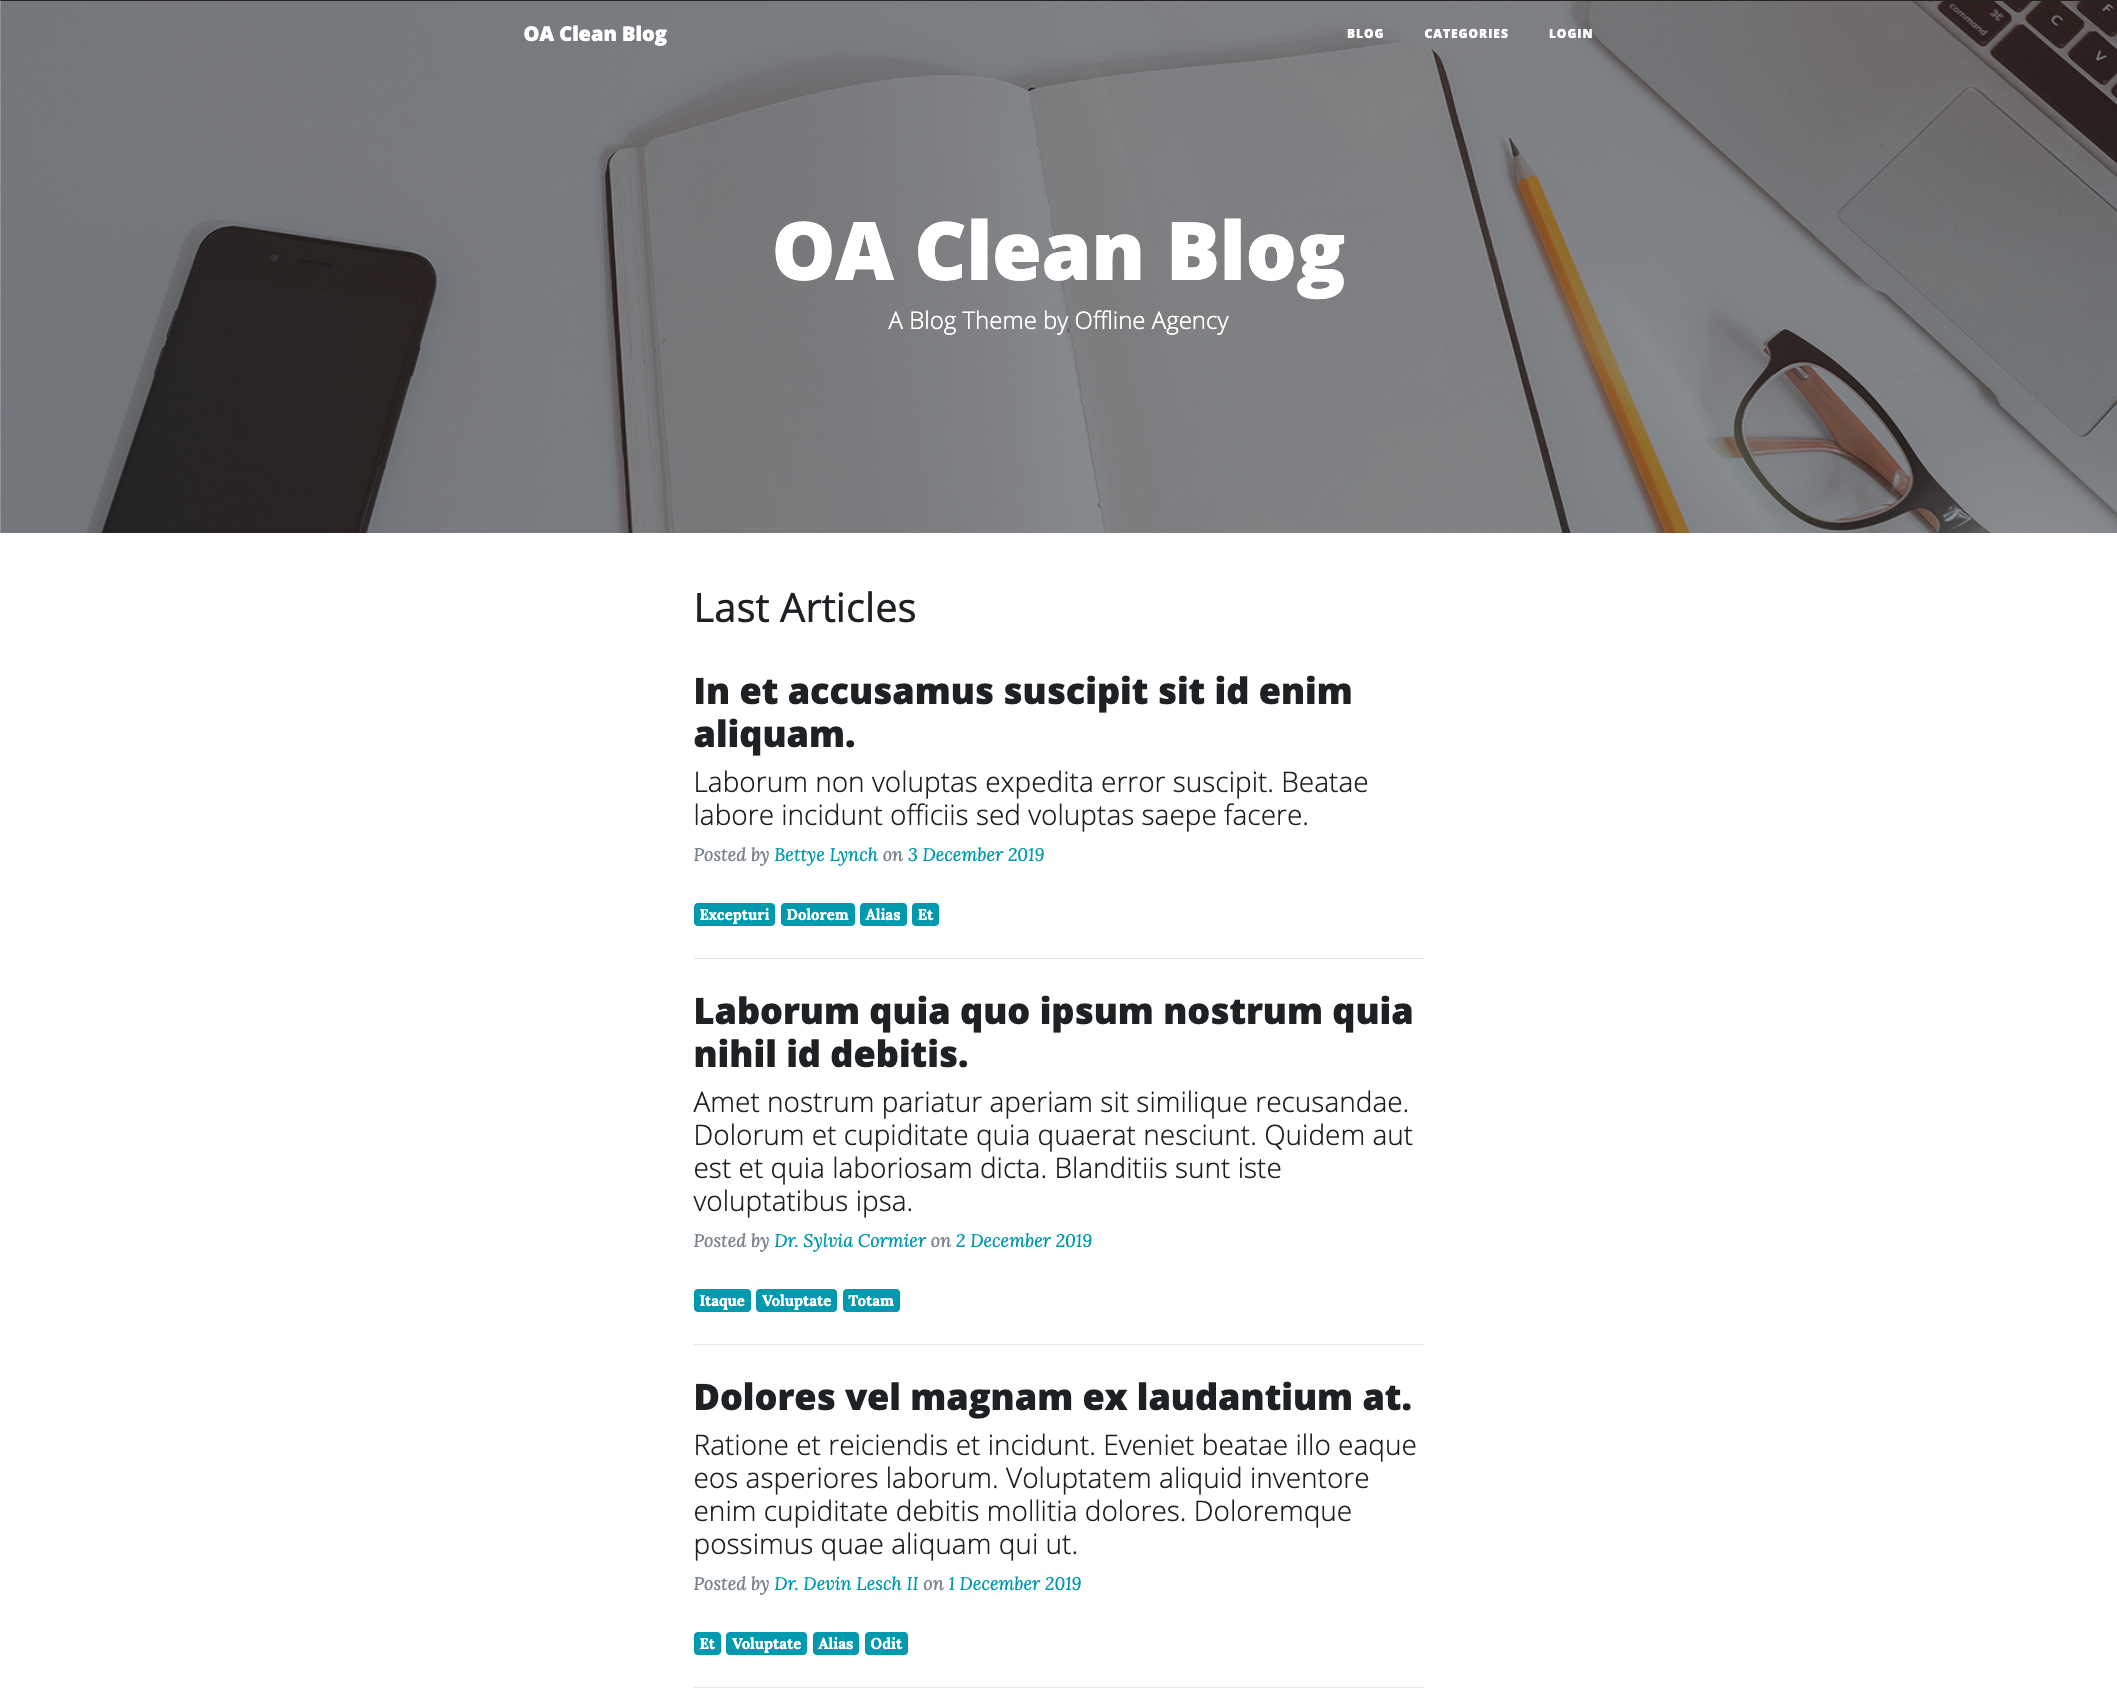 OA Clean Blog
BLOG CATEGORIES LOGIN
command ⌘ C F V
OA Clean Blog
A Blog Theme by Offline Agency
Last Articles
In et accusamus suscipit sit id enim
aliquam.
Laborum non voluptas expedita error suscipit. Beatae
labore incidunt officiis sed voluptas saepe facere.
Posted by Bettye Lynch on 3 December 2019
Excepturi Dolorem Alias Et
Laborum quia quo ipsum nostrum quia
nihil id debitis.
Amet nostrum pariatur aperiam sit similique recusandae.
Dolorum et cupiditate quia quaerat nesciunt. Quidem aut
est et quia laboriosam dicta. Blanditiis sunt iste
voluptatibus ipsa.
Posted by Dr. Sylvia Cormier on 2 December 2019
Itaque Voluptate Totam
Dolores vel magnam ex laudantium at.
Ratione et reiciendis et incidunt. Eveniet beatae illo eaque
eos asperiores laborum. Voluptatem aliquid inventore
enim cupiditate debitis mollitia dolores. Doloremque
possimus quae aliquam qui ut.
Posted by Dr. Devin Lesch II on 1 December 2019
Et Voluptate Alias Odit